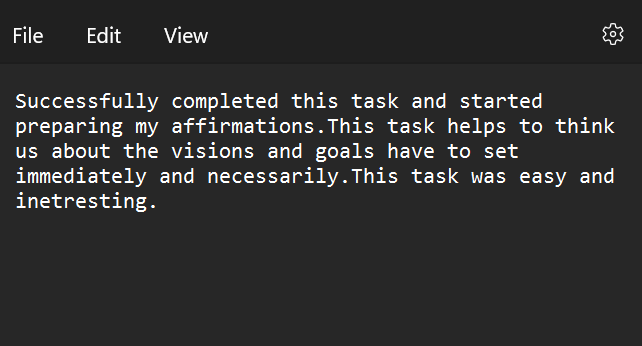 File Edit View
Successfully completed this task and started
preparing my affirmations.This task helps to think
us about the visions and goals have to set
immediately and necessarily.This task was easy and
inetresting.